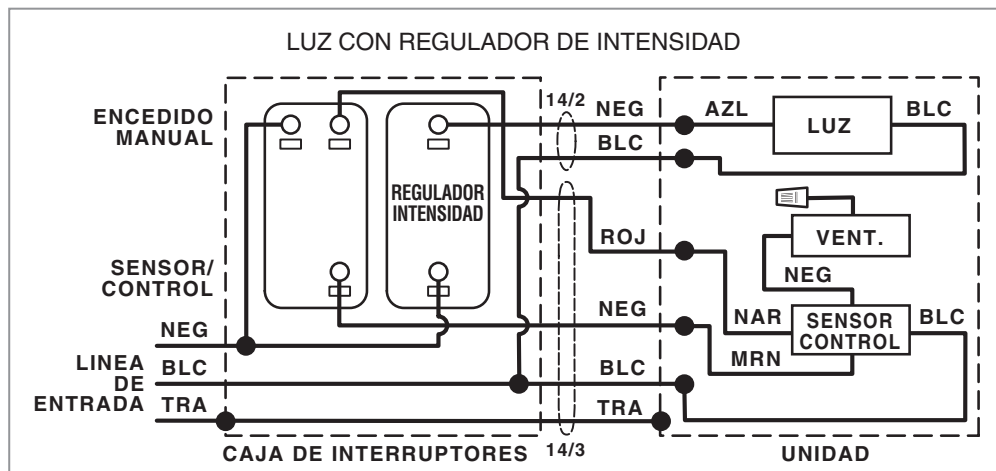 LUZ CON REGULADOR DE INTENSIDAD
ENCEDIDO
MANUAL
14/2
NEG
AZL
LUZ
BLC
BLC
REGULADOR
INTENSIDAD
ROJ
VENT.
SENSOR/
CONTROL
NEG
NEG
NEG
NAR
SENSOR
CONTROL
BLC
MRN
LINEA
DE
ENTRADA
BLC
BLC
TRA
TRA
CAJA DE INTERRUPTORES
14/3
UNIDAD